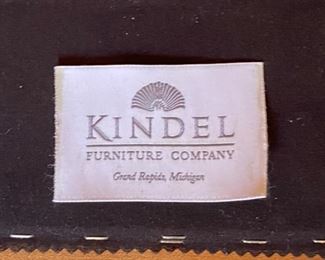 KINDEL
FURNITURE COMPANY
Grand Rapids, Michigan